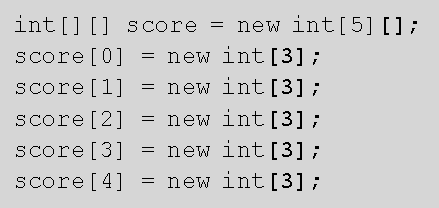 int[][] score = new int[5][];
score[0] = new int[3];
score[1] = new int[3];
score[2] = new int[3];
score[3] = new int[3];
score[4] = new int[3];